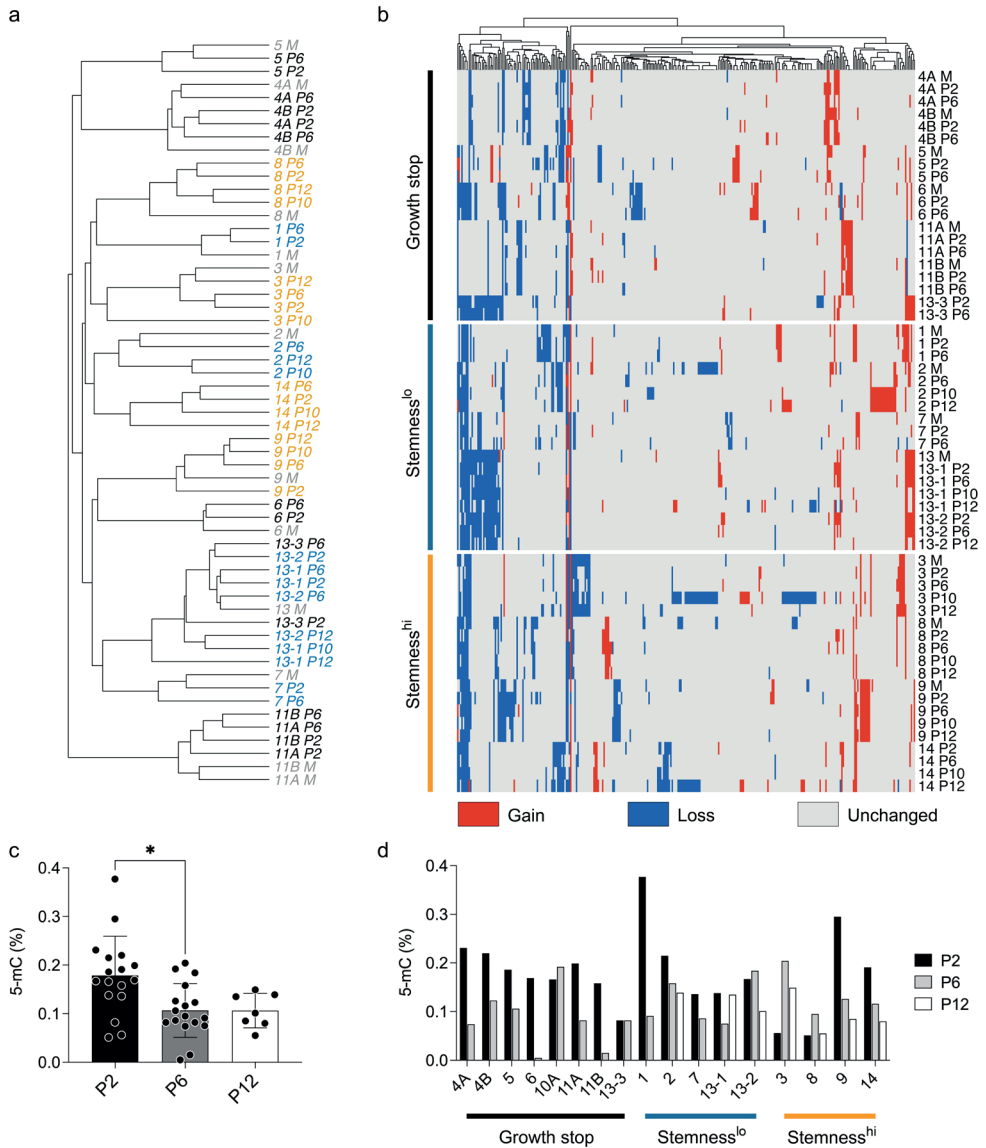 a
5 M
5 P6
5 P2
4A M
4A P6
4B P2
4A P2
4B P6
4B M
8 P6
8 P2
8 P12
8 P10
8 M
1 P6
1 P2
1 M
3 M
3 P12
3 P6
3 P2
3 P10
2 M
2 P6
2 P12
2 P10
14 P6
14 P2
14 P10
14 P12
9 P12
9 P10
9 P6
9 M
9 P2
6 P6
6 P2
6 M
13-3 P6
13-2 P2
13-1 P6
13-1 P2
13-2 P6
13 M
13-3 P2
13-2 P12
13-1 P10
13-1 P12
7 M
7 P2
7 P6
11B P6
11A P6
11B P2
11A P2
11B M
11A M
b
Growth stop
4A M
4A P2
4A P6
4B M
4B P2
4B P6
5 M
5 P2
5 P6
6 M
6 P2
6 P6
11A M
11A P2
11A P6
11B M
11B P2
11B P6
13-3 P2
13-3 P6
Stemnesslo
1 M
1 P2
1 P6
2 M
2 P6
2 P10
2 P12
7 M
7 P2
7 P6
13 M
13-1 P2
13-1 P6
13-1 P10
13-1 P12
13-2 P2
13-2 P6
13-2 P12
Stemnesshi
3 M
3 P2
3 P6
3 P10
3 P12
8 M
8 P2
8 P6
8 P10
8 P12
9 M
9 P2
9 P6
9 P10
9 P12
14 P2
14 P6
14 P10
14 P12
Gain Loss Unchanged
c
5-mC (%)
0.4
0.3
0.2
0.1
0.0
*
P2 P6 P12
d
5-mC (%)
0.4
0.3
0.2
0.1
0.0
P2
P6
P12
4A 4B 5 6 10A 11A 11B 13-3 1 2 7 13-1 13-2 3 8 9 14
Growth stop Stemnesslo Stemnesshi